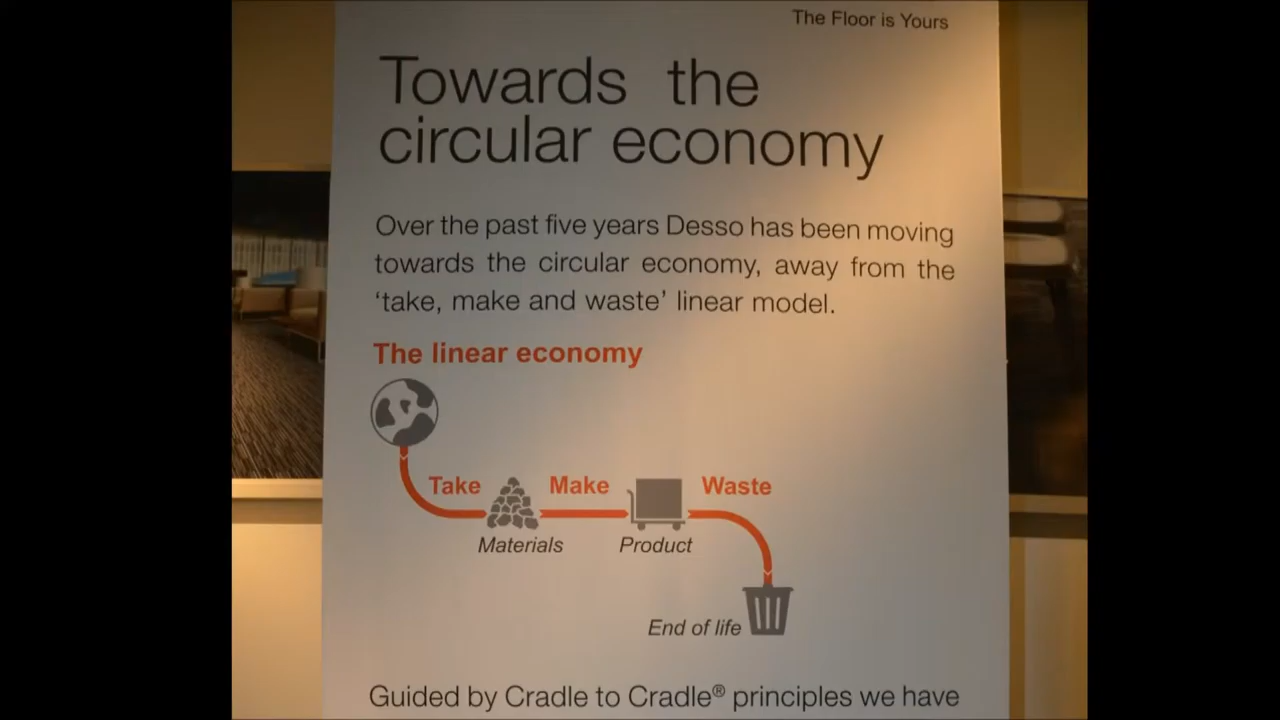 The Floor is Yours
Towards the
circular economy
Over the past five years Desso has been moving
towards the circular economy, away from the
‘take, make and waste’ linear model.
The linear economy
Take
Make
Waste
Materials
Product
End of life
Guided by Cradle to Cradle® principles we have